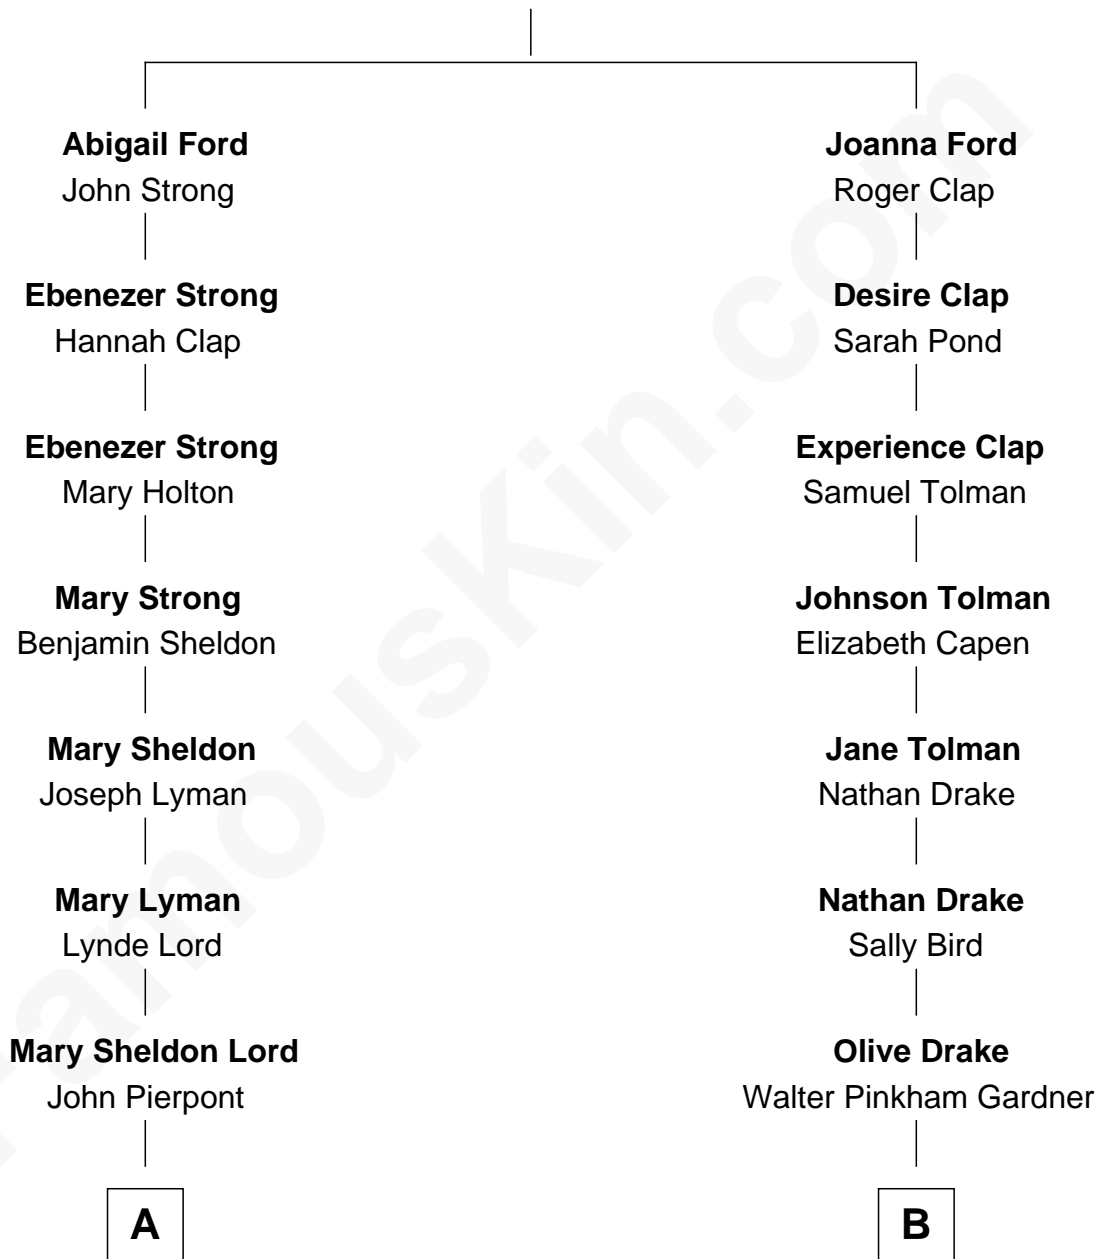 Abigail Ford
John Strong
Ebenezer Strong
Hannah Clap
Ebenezer Strong
Mary Holton
Mary Strong
Benjamin Sheldon
Mary Sheldon
Joseph Lyman
Mary Lyman
Lynde Lord
Mary Sheldon Lord
John Pierpont
A
Joanna Ford
Roger Clap
Desire Clap
Sarah Pond
Experience Clap
Samuel Tolman
Johnson Tolman
Elizabeth Capen
Jane Tolman
Nathan Drake
Nathan Drake
Sally Bird
Olive Drake
Walter Pinkham Gardner
B
FamousKin.com